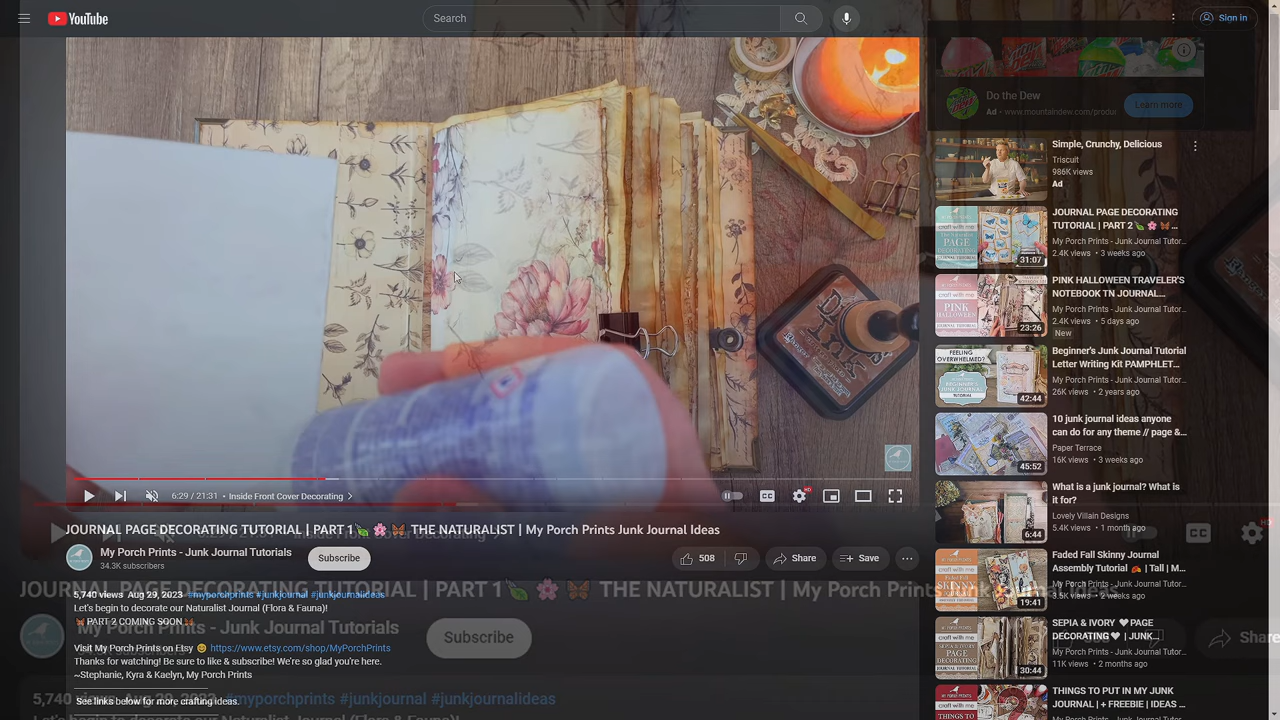 YouTube
Search
Sign in
Do the Dew
Ad • www.mountaindew.com/produ
Learn more
Simple, Crunchy, Delicious
Triscuit
986K views
Ad
JOURNAL PAGE DECORATING
TUTORIAL | PART 2🍃 🌸 🦋 ...
My Porch Prints - Junk Journal Tutor...
2.4K views • 3 weeks ago
31:07
PINK HALLOWEEN TRAVELER'S
NOTEBOOK TN JOURNAL...
My Porch Prints - Junk Journal Tutor...
2.4K views • 5 days ago
New
23:26
Beginner's Junk Journal Tutorial
Letter Writing Kit PAMPHLET...
My Porch Prints - Junk Journal Tutor...
26K views • 2 years ago
42:44
10 junk journal ideas anyone
can do for any theme // page &...
Paper Terrace
16K views • 3 weeks ago
45:52
What is a junk journal? What is
it for?
Lovely Villain Designs
5.4K views • 1 month ago
6:44
Faded Fall Skinny Journal
Assembly Tutorial 🍂 | Tall | M...
My Porch Prints - Junk Journal Tutor...
3.5K views • 2 weeks ago
19:41
SEPIA & IVORY ❤PAGE
DECORATING❤ | JUNK...
My Porch Prints - Junk Journal Tutor...
11K views • 2 months ago
30:44
THINGS TO PUT IN MY JUNK
JOURNAL | + FREEBIE | IDEAS ...
My Porch Prints - Junk Journal Tutor...
6:29 / 21:31 • Inside Front Cover Decorating
JOURNAL PAGE DECORATING TUTORIAL | PART 1🍃 🌸 🦋 THE NATURALIST | My Porch Prints Junk Journal Ideas
My Porch Prints - Junk Journal Tutorials
34.3K subscribers
Subscribe
508
Share
Save
5,740 views Aug 23, 2023 #myporchprints #junkjournal #junkjournalideas
Let's begin to decorate our Naturalist Journal (Flora & Fauna)!
🦋PART 2 COMING SOON🦋
Visit My Porch Prints on Etsy 😊 https://www.etsy.com/shop/MyPorchPrints
Thanks for watching! Be sure to like & subscribe! We're so glad you're here.
~Stephanie, Kyra & Icelyn, My Porch Prints
See links below for more crafting ideas.